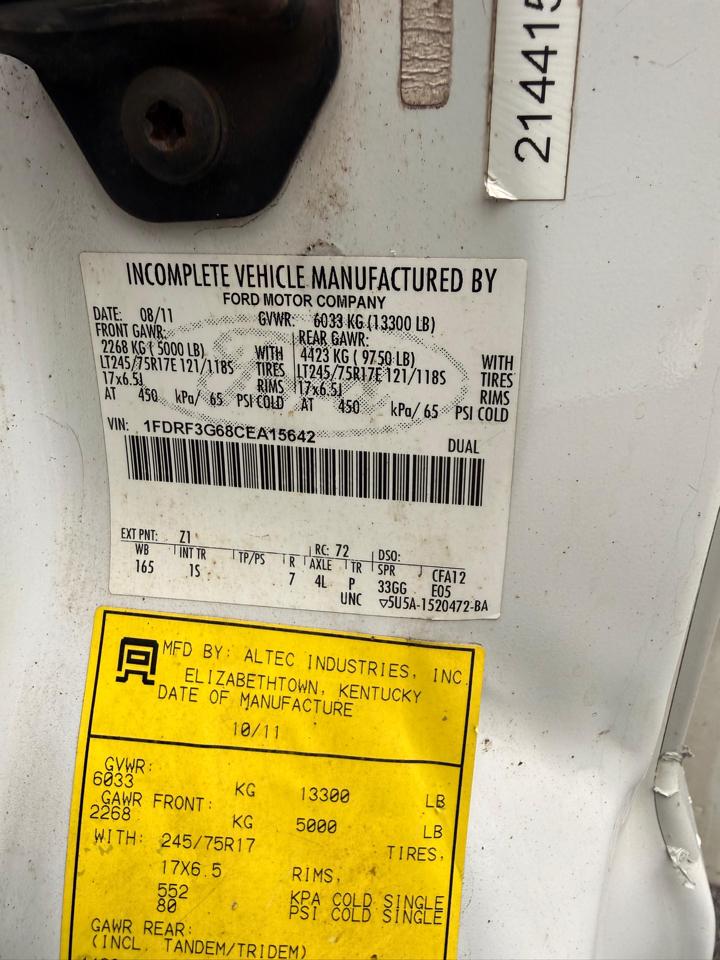 214415
INCOMPLETE VEHICLE MANUFACTURED BY
FORD MOTOR COMPANY
DATE: 08/11 GVWR: 6033 KG (13300 LB)
FRONT GAWR: REAR GAWR:
2268 KG ( 5000 LB) WITH 4423 KG ( 9750 LB) WITH
LT245/75R17E 121/118S TIRES LT245/75R17E 121/118S TIRES
17x6.5J RIMS 17x6.5J RIMS
AT 450 kPa/ 65 PSI COLD AT 450 kPa/ 65 PSI COLD
VIN: 1FDRF3G68CEA15642 DUAL
EXT PNT: Z1 RC: 72 DSO:
WB INT TR TP/PS R AXLE TR SPR CFA12
165 1S 7 4L P 33GG E05
UNC ▽5U5A-1520472-BA
MFD BY: ALTEC INDUSTRIES, INC.
ELIZABETHTOWN, KENTUCKY
DATE OF MANUFACTURE
10/11
GVWR:
6033 KG 13300 LB
GAWR FRONT:
2268 KG 5000 LB
WITH: 245/75R17 TIRES,
17X6.5 RIMS,
552 KPA COLD SINGLE
80 PSI COLD SINGLE
GAWR REAR:
(INCL. TANDEM/TRIDEM)